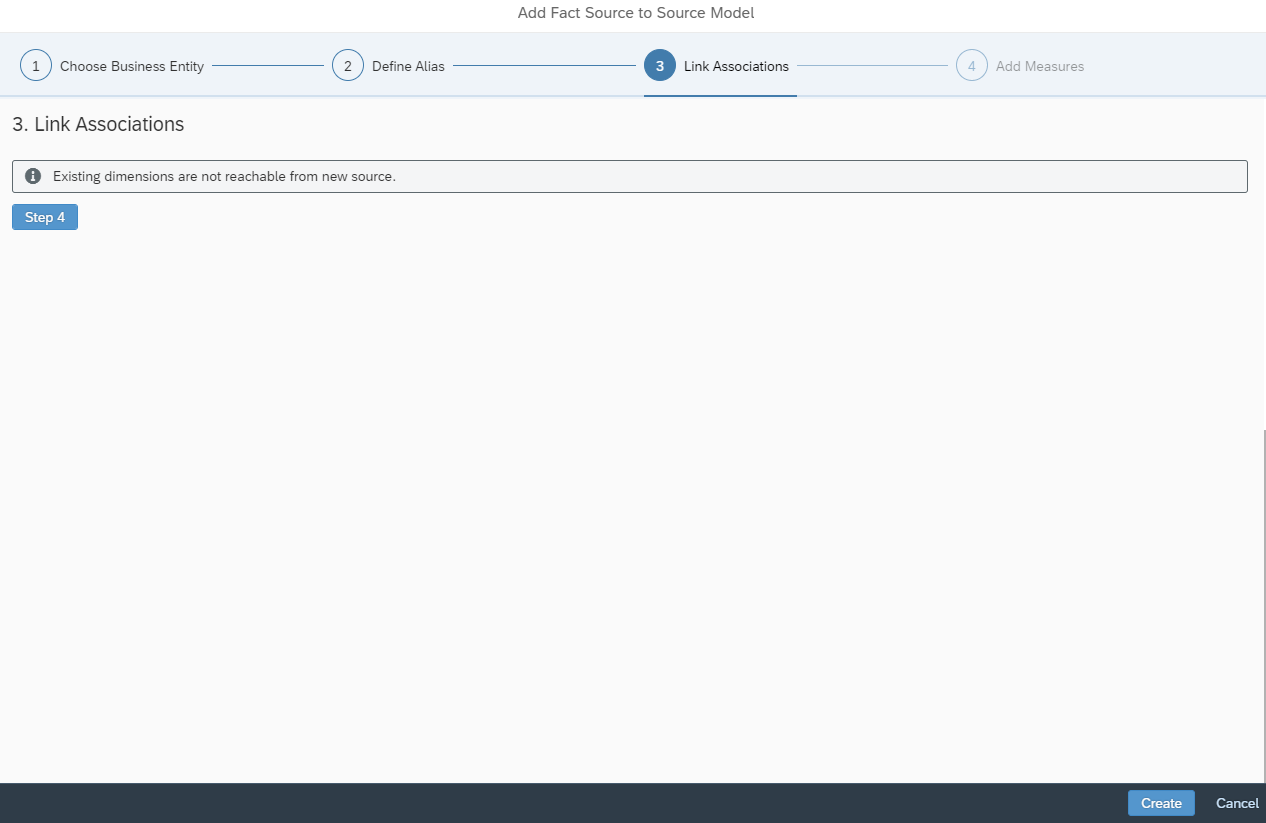 Add Fact Source to Source Model
1 Choose Business Entity 2 Define Alias 3 Link Associations 4 Add Measures
3. Link Associations
Existing dimensions are not reachable from new source.
Step 4
Create Cancel